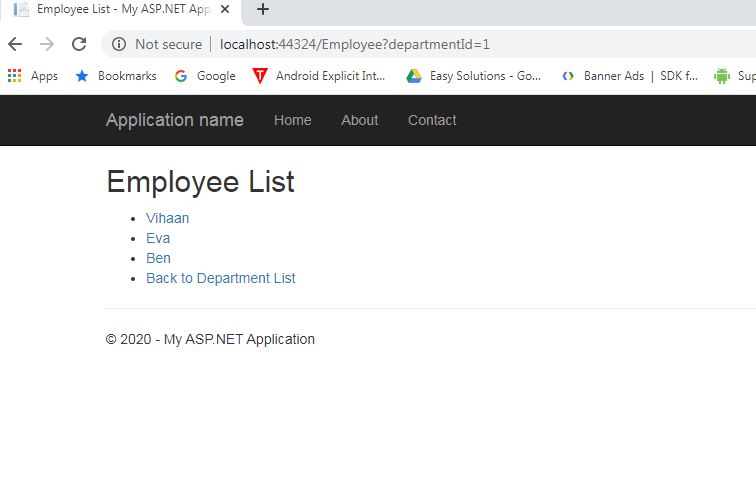 Employee List - My ASP.NET App
Not secure | localhost:44324/Employee?departmentId=1
Apps Bookmarks Google Android Explicit Int... Easy Solutions - Go... Banner Ads | SDK f... Sup
Application name Home About Contact
Employee List
Vihaan
Eva
Ben
Back to Department List
© 2020 - My ASP.NET Application